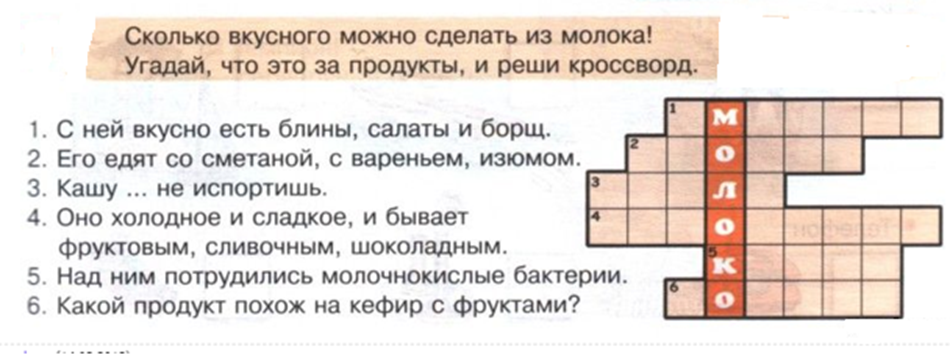 Сколько вкусного можно сделать из молока!
Угадай, что это за продукты, и реши кроссворд.
1. С ней вкусно есть блины, салаты и борщ.
2. Его едят со сметаной, с вареньем, изюмом.
3. Кашу ... не испортишь.
4. Оно холодное и сладкое, и бывает
фруктовым, сливочным, шоколадным.
5. Над ним потрудились молочнокислые бактерии.
6. Какой продукт похож на кефир с фруктами?
1 М
2 О
3 Л
4 О
5 К
6 О